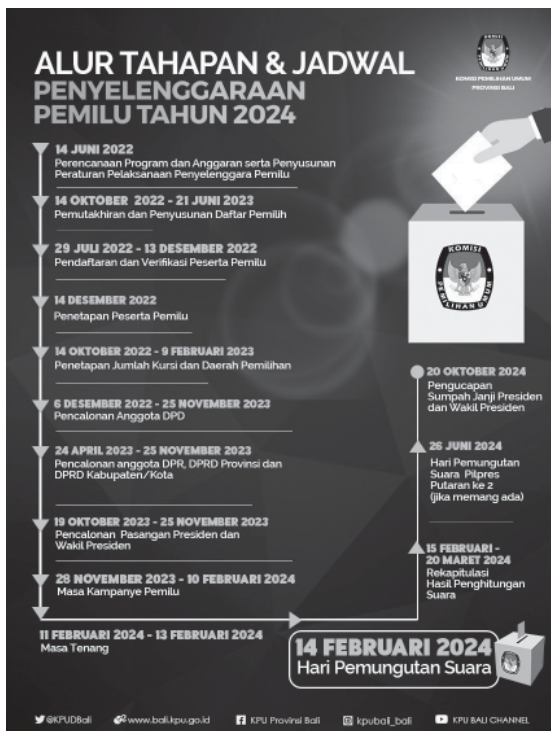 ALUR TAHAPAN & JADWAL
PENYELENGGARAAN
PEMILU TAHUN 2024
KOMISI PEMILIHAN UMUM
PROVINSI BALI
14 JUNI 2022
Perencanaan Program dan Anggaran serta Penyusunan
Peraturan Pelaksanaan Penyelenggara Pemilu
14 OKTOBER 2022 - 21 JUNI 2023
Pemutakhiran dan Penyusunan Daftar Pemilih
29 JULI 2022 - 13 DESEMBER 2022
Pendaftaran dan Verifikasi Peserta Pemilu
14 DESEMBER 2022
Penetapan Peserta Pemilu
14 OKTOBER 2022 - 9 FEBRUARI 2023
Penetapan Jumlah Kursi dan Daerah Pemilihan
6 DESEMBER 2022 - 25 NOVEMBER 2023
Pencalonan Anggota DPD
24 APRIL 2023 - 25 NOVEMBER 2023
Pencalonan anggota DPR, DPRD Provinsi dan
DPRD Kabupaten/Kota
19 OKTOBER 2023 - 25 NOVEMBER 2023
Pencalonan Pasangan Presiden dan
Wakil Presiden
28 NOVEMBER 2023 - 10 FEBRUARI 2024
Masa Kampanye Pemilu
11 FEBRUARI 2024 - 13 FEBRUARI 2024
Masa Tenang
14 FEBRUARI 2024
Hari Pemungutan Suara
15 FEBRUARI -
20 MARET 2024
Rekapitulasi
Hasil Penghitungan
Suara
26 JUNI 2024
Hari Pemungutan
Suara Pilpres
Putaran ke 2
(jika memang ada)
20 OKTOBER 2024
Pengucapan
Sumpah Janji Presiden
dan Wakil Presiden
KOMISI
PEMILIHAN UMUM
@KPUDBali
www.bali.kpu.go.id
KPU Provinsi Bali
kpubali_bali
KPU BALI CHANNEL